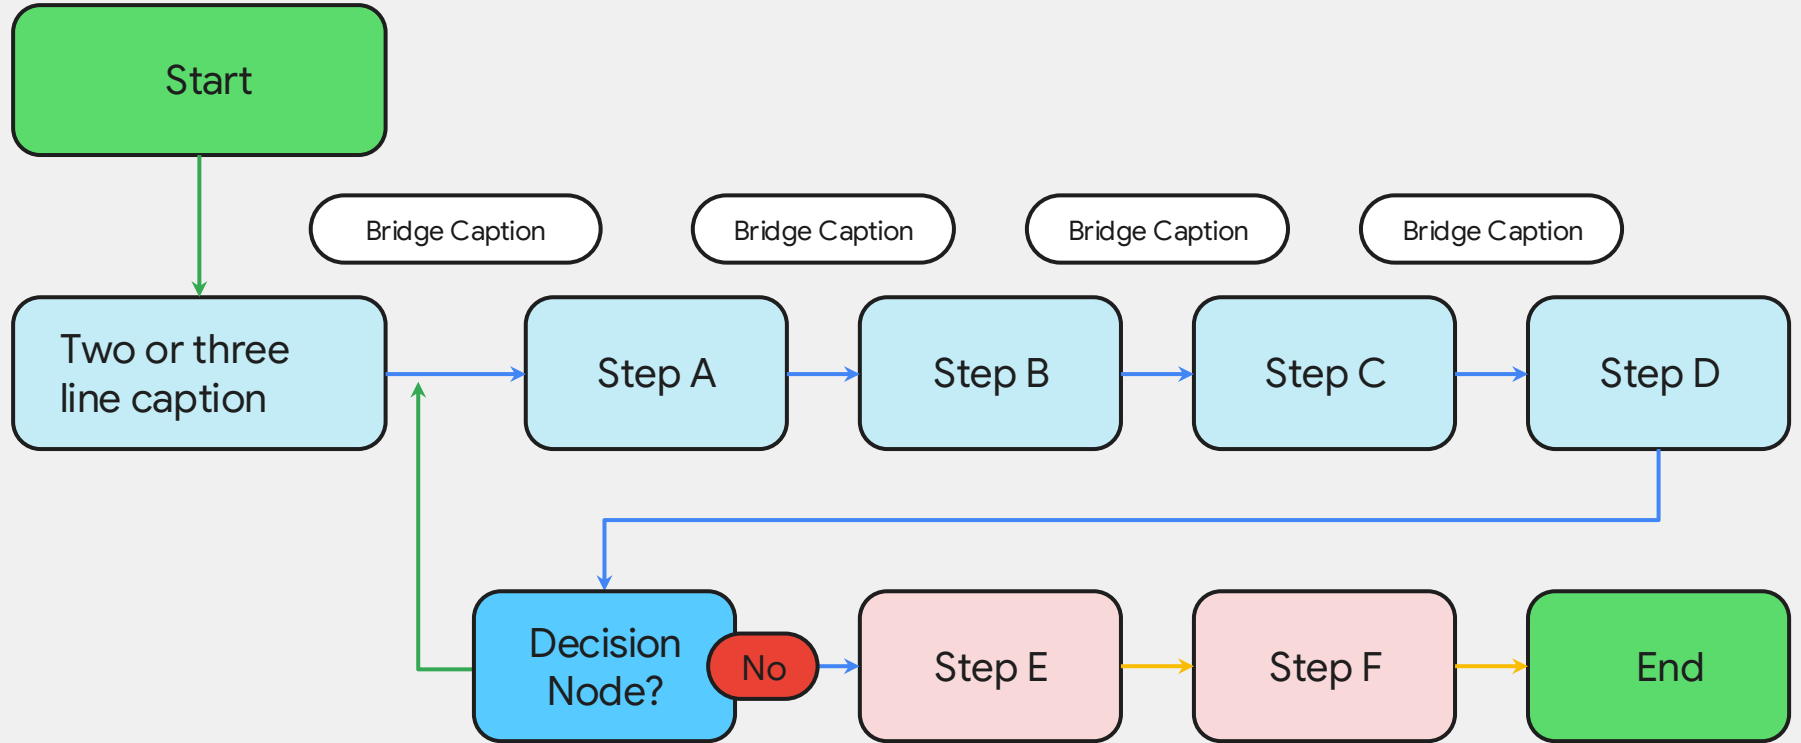 Start
Bridge Caption
Bridge Caption
Bridge Caption
Bridge Caption
Two or three
line caption
Step A
Step B
Step C
Step D
Decision
Node?
No
Step E
Step F
End